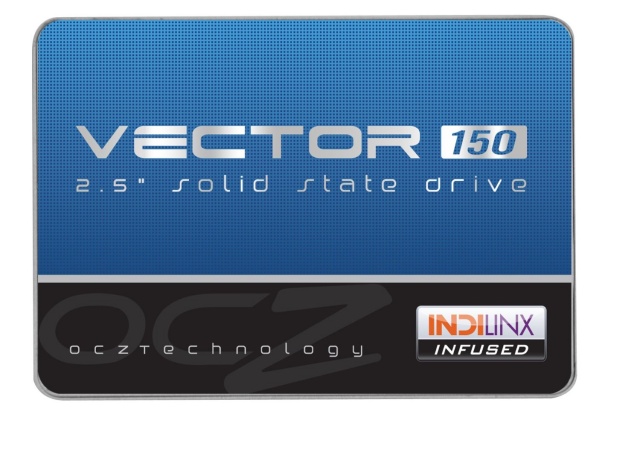 VECTOR 150
2.5" solid state drive
OCZ
ocztechnology
INDILINX
INFUSED